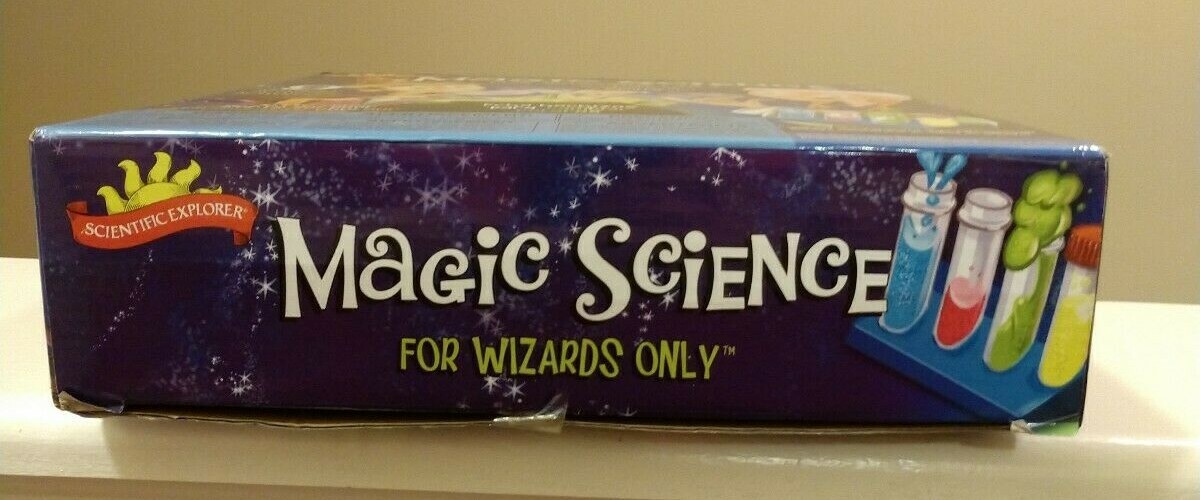 SCIENTIFIC EXPLORER®
MAGIC SCIENCE
FOR WIZARDS ONLY™